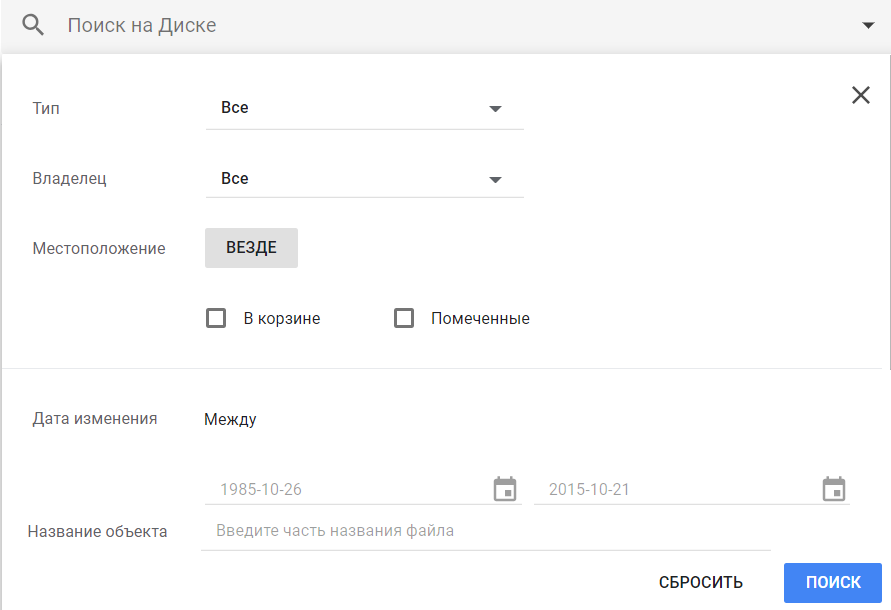 Поиск на Диске
Тип Все
Владелец Все
Местоположение ВЕЗДЕ
В корзине Помеченные
Дата изменения Между
1985-10-26 2015-10-21
Название объекта Введите часть названия файла
СБРОСИТЬ ПОИСК